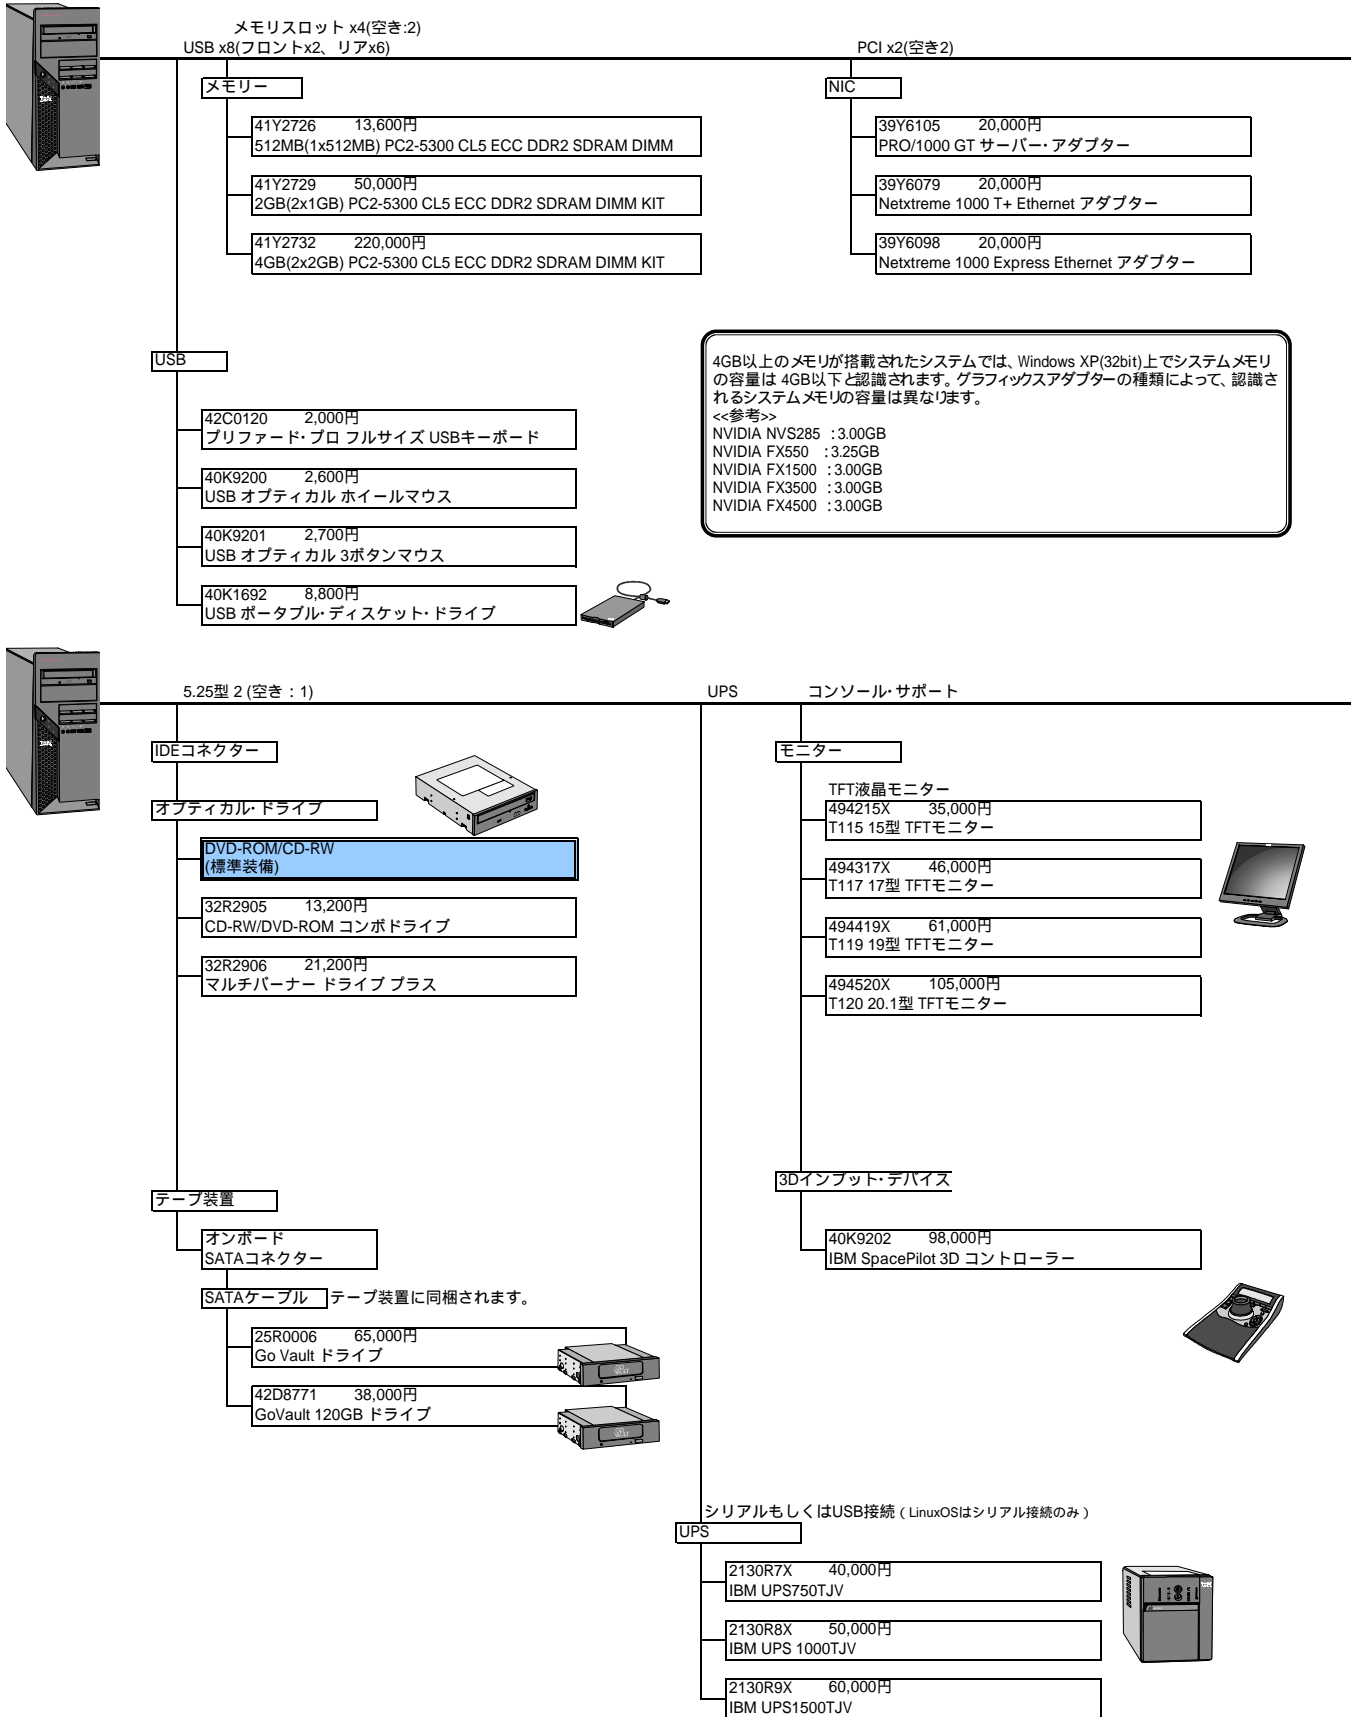 メモリスロット x4(空き:2)
USB x8(フロントx2、リアx6)
PCI x2(空き2)
メモリー
41Y2726 13,600円
512MB(1x512MB) PC2-5300 CL5 ECC DDR2 SDRAM DIMM
41Y2729 50,000円
2GB(2x1GB) PC2-5300 CL5 ECC DDR2 SDRAM DIMM KIT
41Y2732 220,000円
4GB(2x2GB) PC2-5300 CL5 ECC DDR2 SDRAM DIMM KIT
NIC
39Y6105 20,000円
PRO/1000 GT サーバー・アダプター
39Y6079 20,000円
Netxtreme 1000 T+ Ethernet アダプター
39Y6098 20,000円
Netxtreme 1000 Express Ethernet アダプター
USB
42C0120 2,000円
プリファード・プロ フルサイズ USBキーボード
40K9200 2,600円
USB オプティカル ホイールマウス
40K9201 2,700円
USB オプティカル 3ボタンマウス
40K1692 8,800円
USB ポータブル・ディスケット・ドライブ
4GB以上のメモリが搭載されたシステムでは、Windows XP(32bit)上でシステムメモリ
の容量は 4GB以下と認識されます。グラフィックスアダプターの種類によって、認識さ
れるシステムメモリの容量は異なります。
<<参考>>
NVIDIA NVS285 :3.00GB
NVIDIA FX550 :3.25GB
NVIDIA FX1500 :3.00GB
NVIDIA FX3500 :3.00GB
NVIDIA FX4500 :3.00GB
5.25型 2 (空き：1)
UPS
コンソール・サポート
IDEコネクター
オプティカル・ドライブ
DVD-ROM/CD-RW
(標準装備)
32R2905 13,200円
CD-RW/DVD-ROM コンボドライブ
32R2906 21,200円
マルチバーナー ドライブ プラス
テープ装置
オンボード
SATAコネクター
SATAケーブル テープ装置に同梱されます。
25R0006 65,000円
Go Vault ドライブ
42D8771 38,000円
GoVault 120GB ドライブ
モニター
TFT液晶モニター
494215X 35,000円
T115 15型 TFTモニター
494317X 46,000円
T117 17型 TFTモニター
494419X 61,000円
T119 19型 TFTモニター
494520X 105,000円
T120 20.1型 TFTモニター
3Dインプット・デバイス
40K9202 98,000円
IBM SpacePilot 3D コントローラー
シリアルもしくはUSB接続（LinuxOSはシリアル接続のみ）
UPS
2130R7X 40,000円
IBM UPS750TJV
2130R8X 50,000円
IBM UPS 1000TJV
2130R9X 60,000円
IBM UPS1500TJV